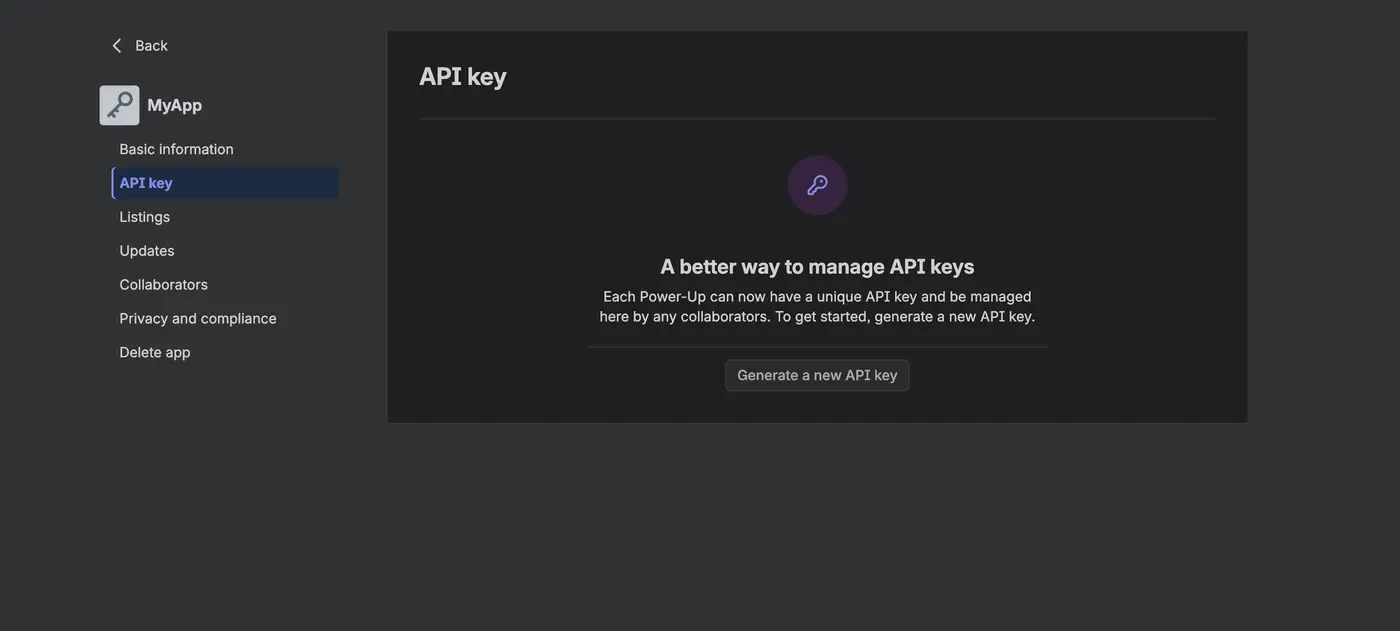 Back
MyApp
Basic information
API key
Listings
Updates
Collaborators
Privacy and compliance
Delete app
API key
A better way to manage API keys
Each Power-Up can now have a unique API key and be managed
here by any collaborators. To get started, generate a new API key.
Generate a new API key